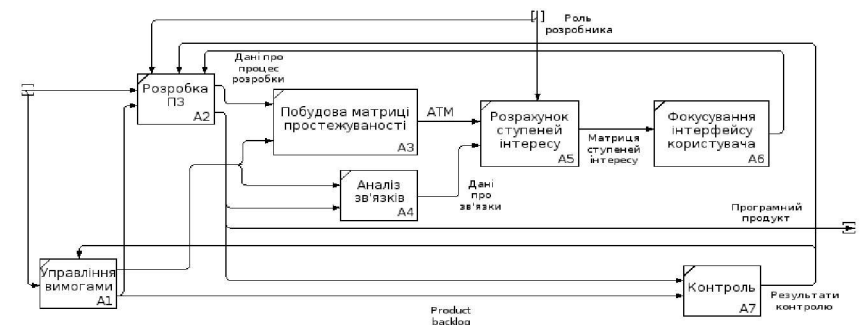 Роль
розробника
Дані про
процес
розробки
Розробка
ПЗ
A2
Побудова матриці
простежуваності
A3
ATM
Розрахунок
ступеней
інтересу
A5
Матриця
ступеней
інтересу
Фокусування
інтерфейсу
користувача
A6
Аналіз
зв'язків
A4
Дані
про
зв'язки
Програмний
продукт
Управління
вимогами
A1
Контроль
A7
Результати
контролю
Product
backlog